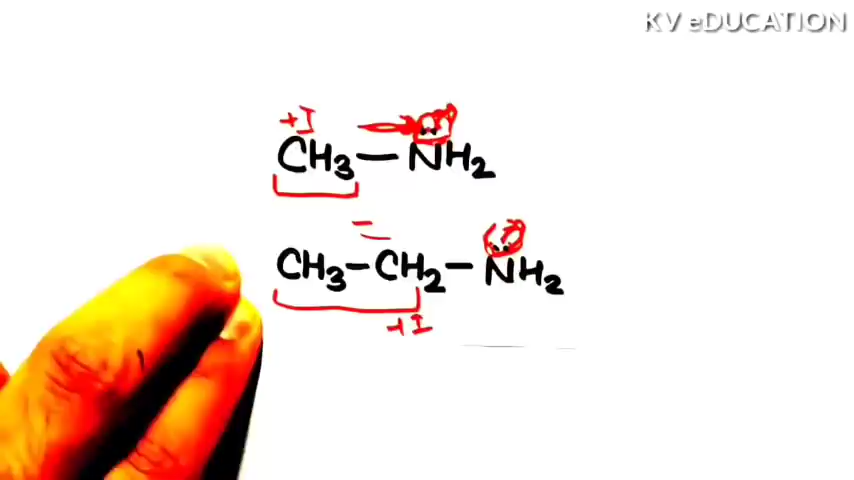 KV eDUCATION
+I
CH3—NH2
CH3-CH2-NH2
+I